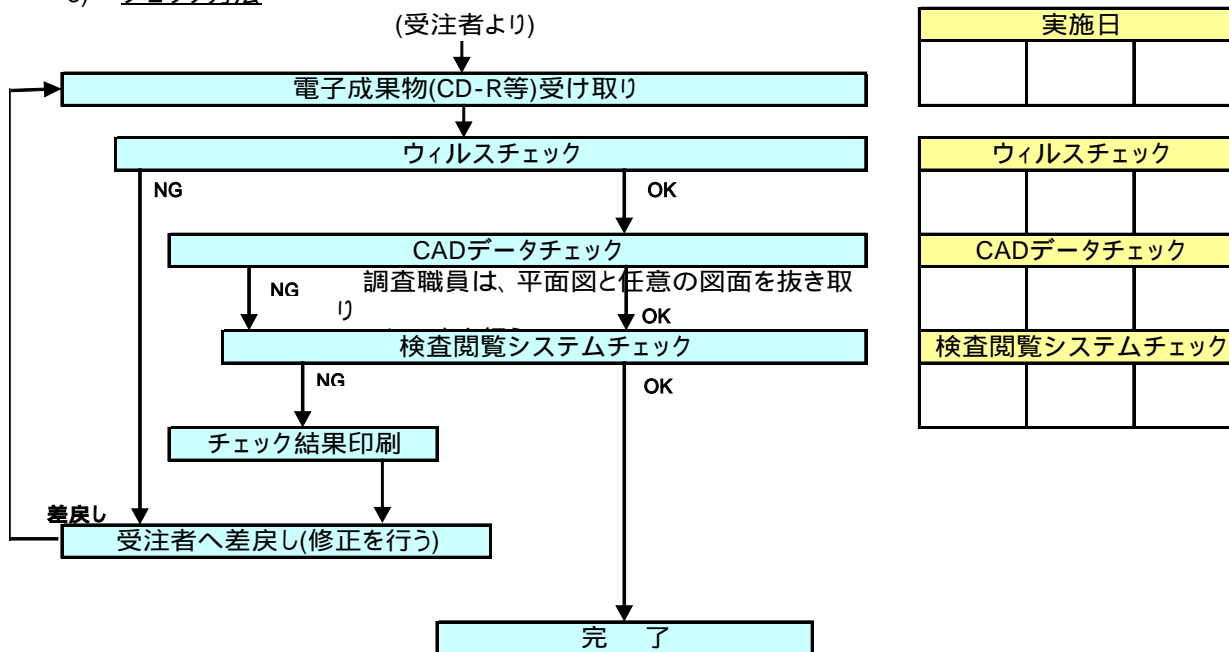 (受注者より)
実施日
電子成果物(CD-R等)受け取り
ウィルスチェック
ウィルスチェック
NG
OK
CADデータチェック
CADデータチェック
調査職員は、平面図と任意の図面を抜き取
り
NG
OK
検査閲覧システムチェック
検査閲覧システムチェック
NG
OK
チェック結果印刷
差戻し
受注者へ差戻し(修正を行う)
完　了